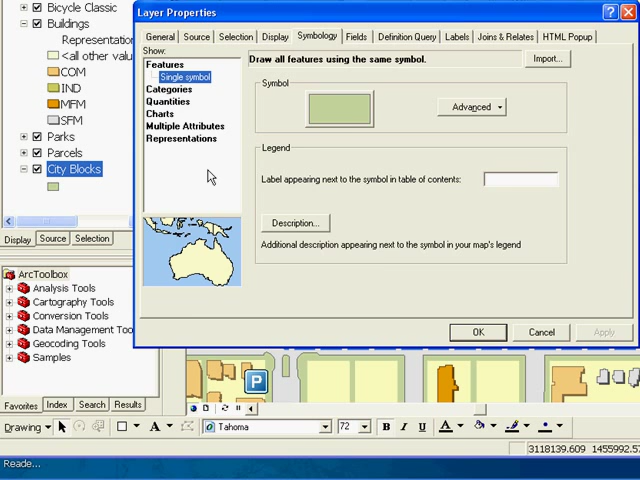 Bicycle Classic
Buildings
Representation
<all other valu
COM
IND
MFM
SFM
Parks
Parcels
City Blocks
Display Source Selection
ArcToolbox
Analysis Tools
Cartography Tools
Conversion Tools
Data Management Too
Geocoding Tools
Samples
Favorites Index Search Results
Layer Properties
General Source Selection Display Symbology Fields Definition Query Labels Joins & Relates HTML Popup
Show:
Features
Single symbol
Categories
Quantities
Charts
Multiple Attributes
Representations
Draw all features using the same symbol.
Import...
Symbol
Advanced
Legend
Label appearing next to the symbol in table of contents:
Description...
Additional description appearing next to the symbol in your map's legend
OK Cancel Apply
P
Drawing A Tahoma 72 B I U A
3118139.609 1455992.57
Reade...